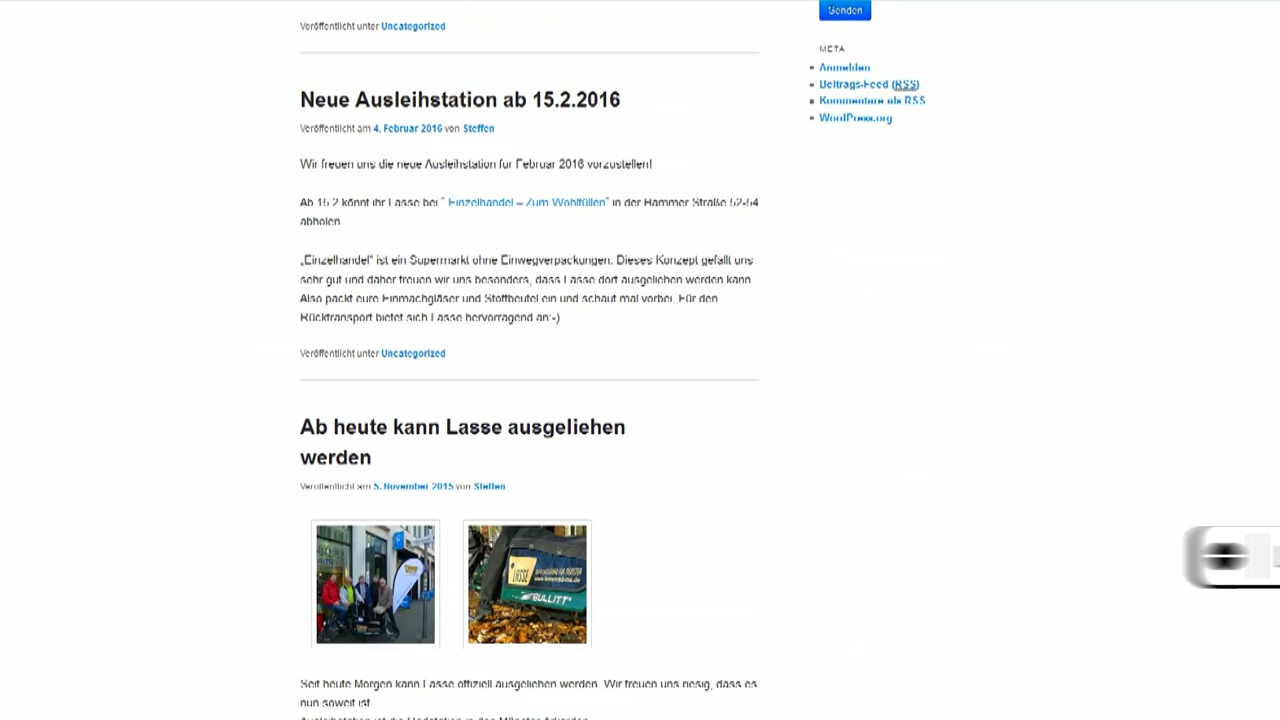 Veröffentlicht unter Uncategorized
Senden
META
Anmelden
Beitrags-Feed (RSS)
Kommentare als RSS
WordPress.org
Neue Ausleihstation ab 15.2.2016
Veröffentlicht am 4. Februar 2016 von Steffen
Wir freuen uns die neue Ausleihstation für Februar 2016 vorzustellen!
Ab 15.2 könnt ihr Lasse bei " Einzelhandel – Zum Wohlfüllen" in der Hammer Straße 52-54
abholen
„Einzelhandel" ist ein Supermarkt ohne Einwegverpackungen. Dieses Konzept gefällt uns
sehr gut und daher freuen wir uns besonders, dass Lasse dort ausgeliehen werden kann.
Also packt eure Einmachgläser und Stoffbeutel ein und schaut mal vorbei. Für den
Rücktransport bietet sich Lasse hervorragend an:-)
Veröffentlicht unter Uncategorized
Ab heute kann Lasse ausgeliehen
werden
Veröffentlicht am 5. November 2015 von Steffen
LASSE
BULLITT
Seit heute Morgen kann Lasse offiziell ausgeliehen werden. Wir freuen uns riesig, dass es
nun soweit ist